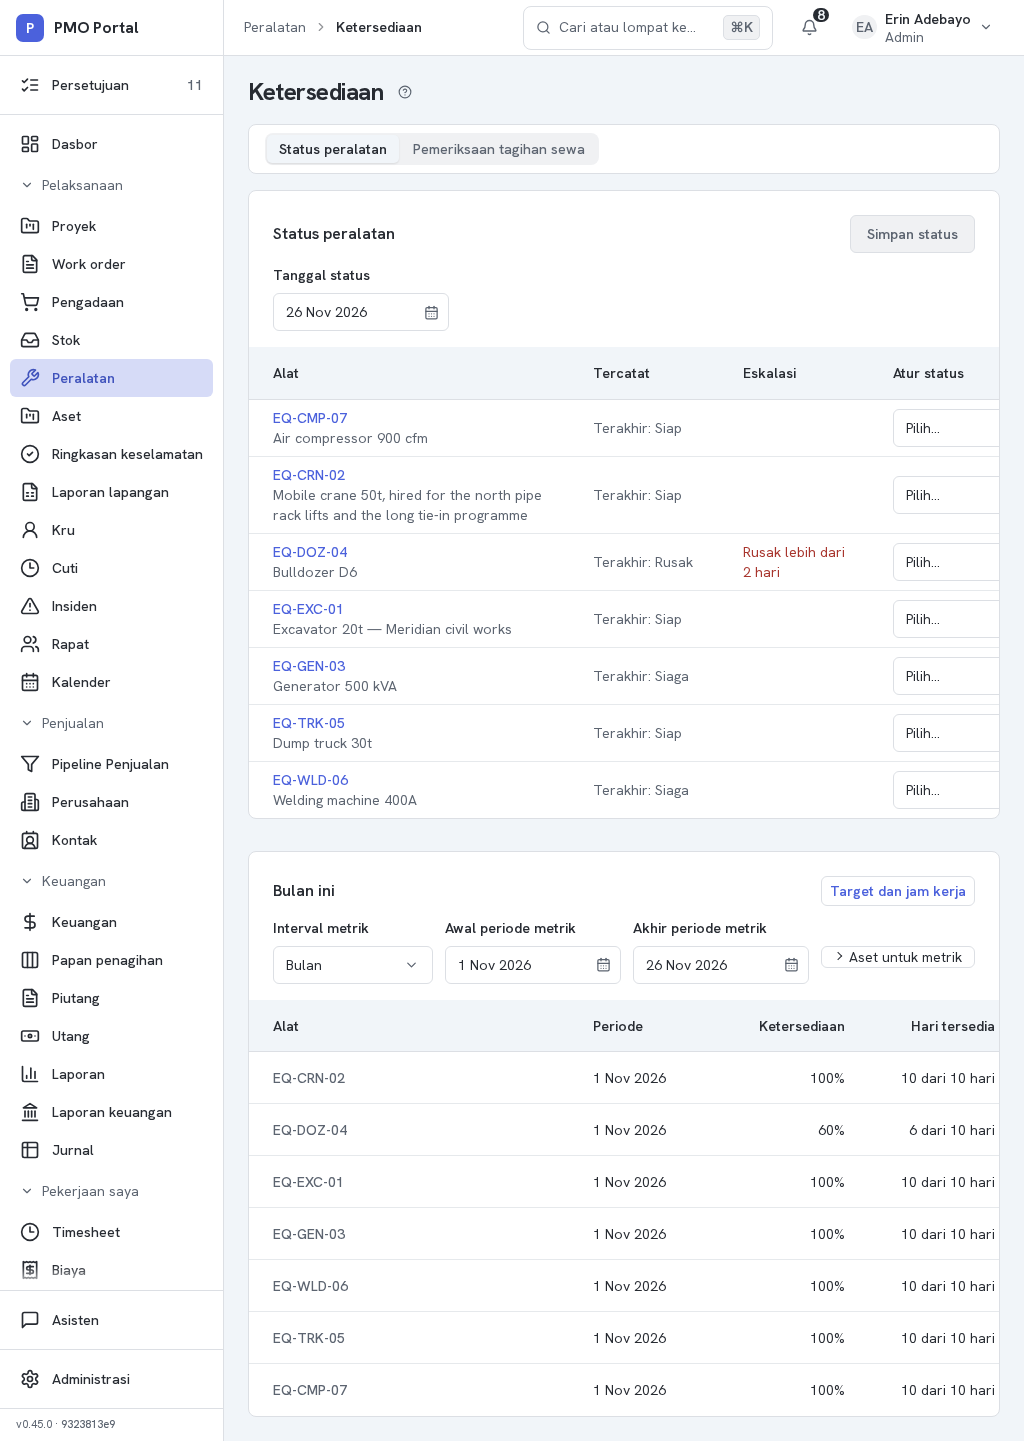 P PMO Portal
Peralatan > Ketersediaan
Cari atau lompat ke... ⌘K
8
EA Erin Adebayo
Admin
Persetujuan 11
Dasbor
Pelaksanaan
Proyek
Work order
Pengadaan
Stok
Peralatan
Aset
Ringkasan keselamatan
Laporan lapangan
Kru
Cuti
Insiden
Rapat
Kalender
Penjualan
Pipeline Penjualan
Perusahaan
Kontak
Keuangan
Keuangan
Papan penagihan
Piutang
Utang
Laporan
Laporan keuangan
Jurnal
Pekerjaan saya
Timesheet
Biaya
Asisten
Administrasi
v0.45.0 · 9323813e9
Ketersediaan
Status peralatan Pemeriksaan tagihan sewa
Status peralatan Simpan status
Tanggal status
26 Nov 2026
Alat Tercatat Eskalasi Atur status
EQ-CMP-07
Air compressor 900 cfm
Terakhir: Siap Pilih...
EQ-CRN-02
Mobile crane 50t, hired for the north pipe
rack lifts and the long tie-in programme
Terakhir: Siap Pilih...
EQ-DOZ-04
Bulldozer D6
Terakhir: Rusak
Rusak lebih dari
2 hari
Pilih...
EQ-EXC-01
Excavator 20t — Meridian civil works
Terakhir: Siap Pilih...
EQ-GEN-03
Generator 500 kVA
Terakhir: Siaga Pilih...
EQ-TRK-05
Dump truck 30t
Terakhir: Siap Pilih...
EQ-WLD-06
Welding machine 400A
Terakhir: Siaga Pilih...
Bulan ini Target dan jam kerja
Interval metrik Awal periode metrik Akhir periode metrik
Bulan 1 Nov 2026 26 Nov 2026 Aset untuk metrik
Alat Periode Ketersediaan Hari tersedia
EQ-CRN-02 1 Nov 2026 100% 10 dari 10 hari
EQ-DOZ-04 1 Nov 2026 60% 6 dari 10 hari
EQ-EXC-01 1 Nov 2026 100% 10 dari 10 hari
EQ-GEN-03 1 Nov 2026 100% 10 dari 10 hari
EQ-WLD-06 1 Nov 2026 100% 10 dari 10 hari
EQ-TRK-05 1 Nov 2026 100% 10 dari 10 hari
EQ-CMP-07 1 Nov 2026 100% 10 dari 10 hari